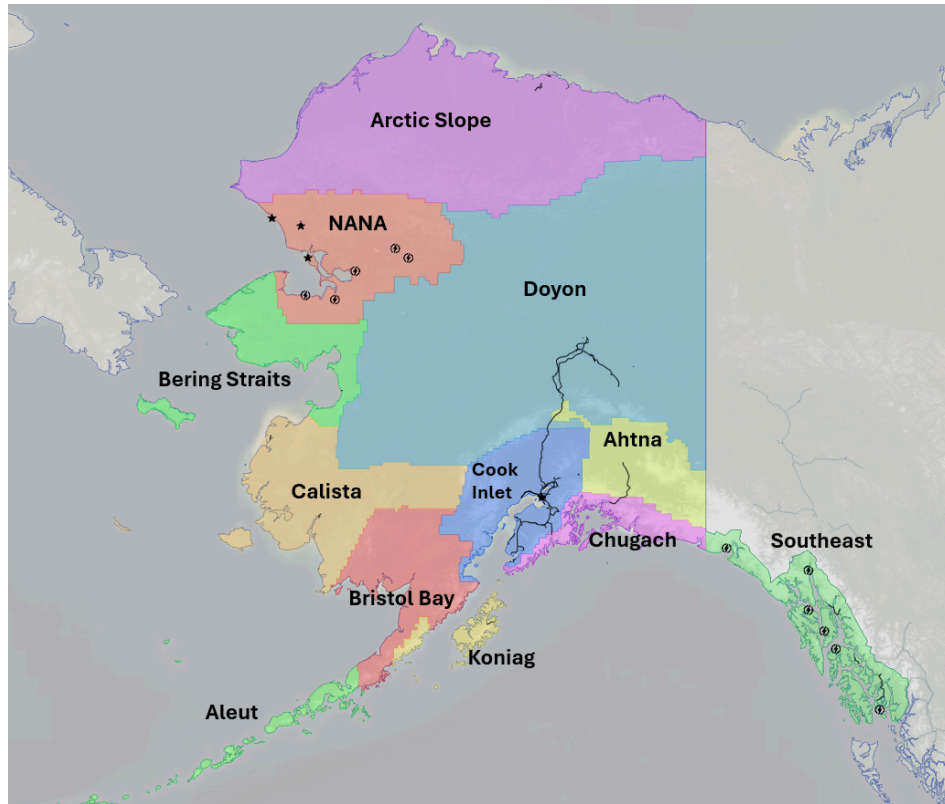 Arctic Slope
NANA
Doyon
Bering Straits
Ahtna
Cook
Inlet
Calista
Chugach
Southeast
Bristol Bay
Koniag
Aleut